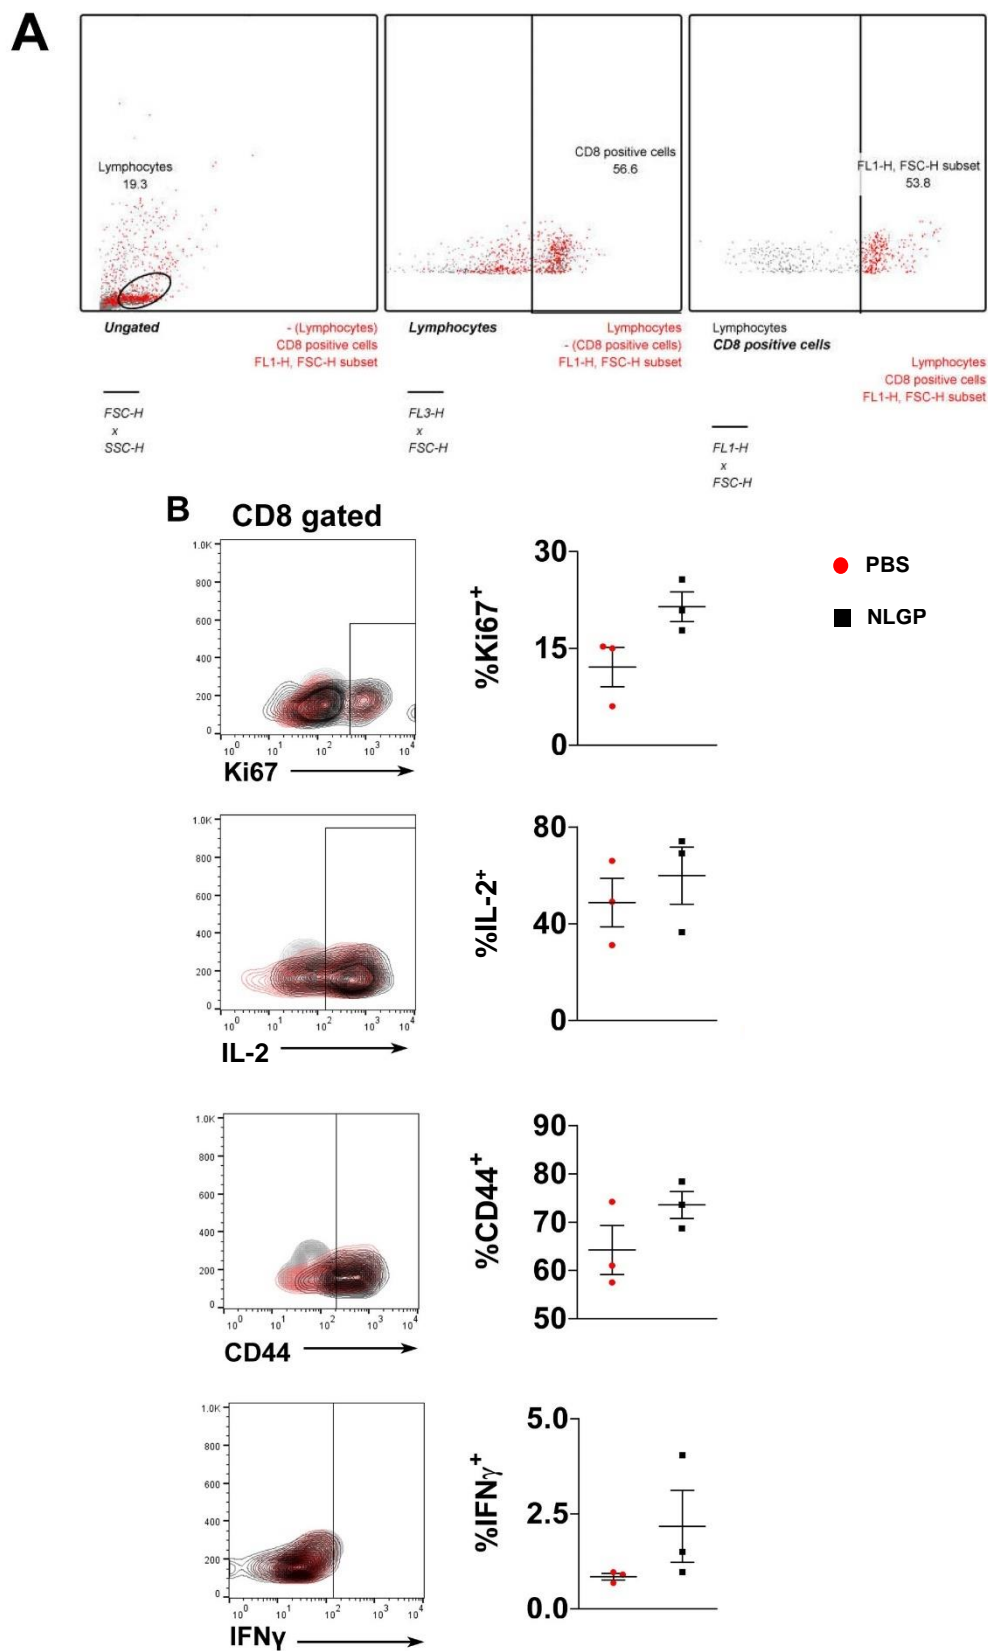 A
Lymphocytes
19.3
CD8 positive cells
56.6
FL1-H, FSC-H subset
53.8
Ungated
- (Lymphocytes)
CD8 positive cells
FL1-H, FSC-H subset
FSC-H
x
SSC-H
Lymphocytes
Lymphocytes
- (CD8 positive cells)
FL1-H, FSC-H subset
FL3-H
x
FSC-H
Lymphocytes
CD8 positive cells
Lymphocytes
CD8 positive cells
FL1-H, FSC-H subset
FL1-H
x
FSC-H
B
CD8 gated
1.0K
800
600
400
200
0
10^0 10^1 10^2 10^3 10^4
Ki67
%Ki67+
30
15
0
PBS
NLGP
1.0K
800
600
400
200
0
10^0 10^1 10^2 10^3 10^4
IL-2
%IL-2+
80
40
0
1.0K
800
600
400
200
0
10^0 10^1 10^2 10^3 10^4
CD44
%CD44+
90
80
70
60
50
1.0K
800
600
400
200
0
10^0 10^1 10^2 10^3 10^4
IFNγ
%IFNγ+
5.0
2.5
0.0